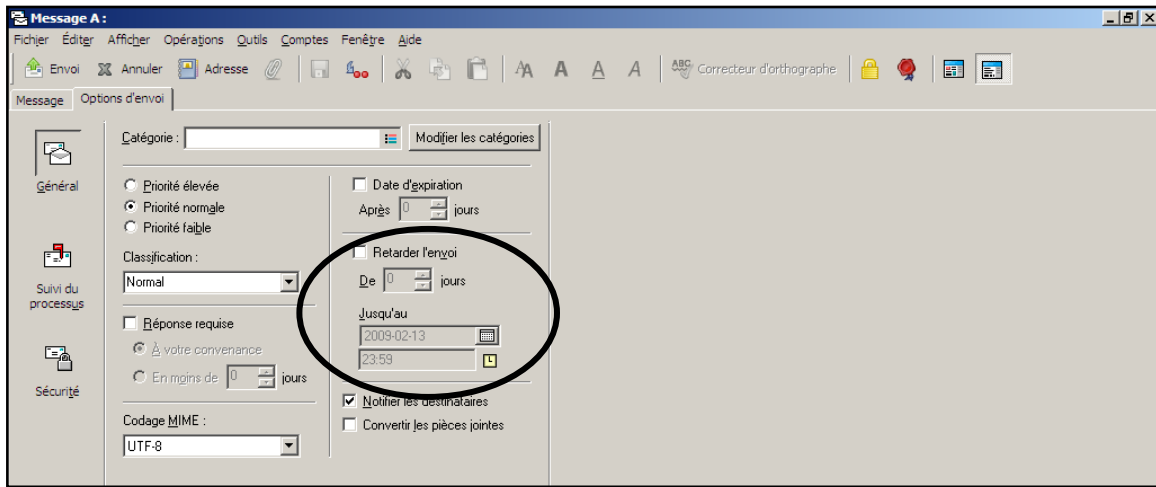 Message A :
Fichier Éditer Afficher Opérations Outils Comptes Fenêtre Aide
Envoi Annuler Adresse A A A A ABC Correcteur d'orthographe
Message Options d'envoi
Catégorie : Modifier les catégories
Général
Priorité élevée
Priorité normale
Priorité faible
Classification :
Normal
Suivi du
processus
Réponse requise
À votre convenance
En moins de 0 jours
Sécurité
Codage MIME :
UTF-8
Date d'expiration
Après 0 jours
Retarder l'envoi
De 0 jours
Jusqu'au
2009-02-13
23:59
Notifier les destinataires
Convertir les pièces jointes